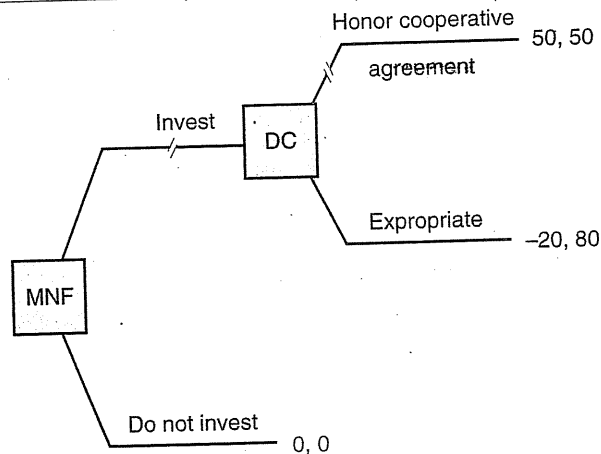 Honor cooperative
agreement
50, 50
Invest
DC
Expropriate
–20, 80
MNF
Do not invest
0, 0